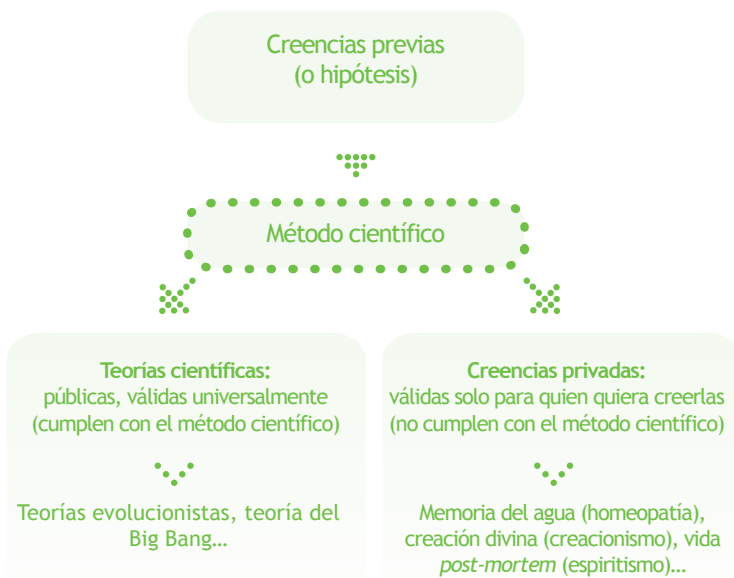 Creencias previas
(o hipótesis)
Método científico
Teorías científicas:
públicas, válidas universalmente
(cumplen con el método científico)
Teorías evolucionistas, teoría del
Big Bang…
Creencias privadas:
válidas solo para quien quiera creerlas
(no cumplen con el método científico)
Memoria del agua (homeopatía),
creación divina (creacionismo), vida
post-mortem (espiritismo)…